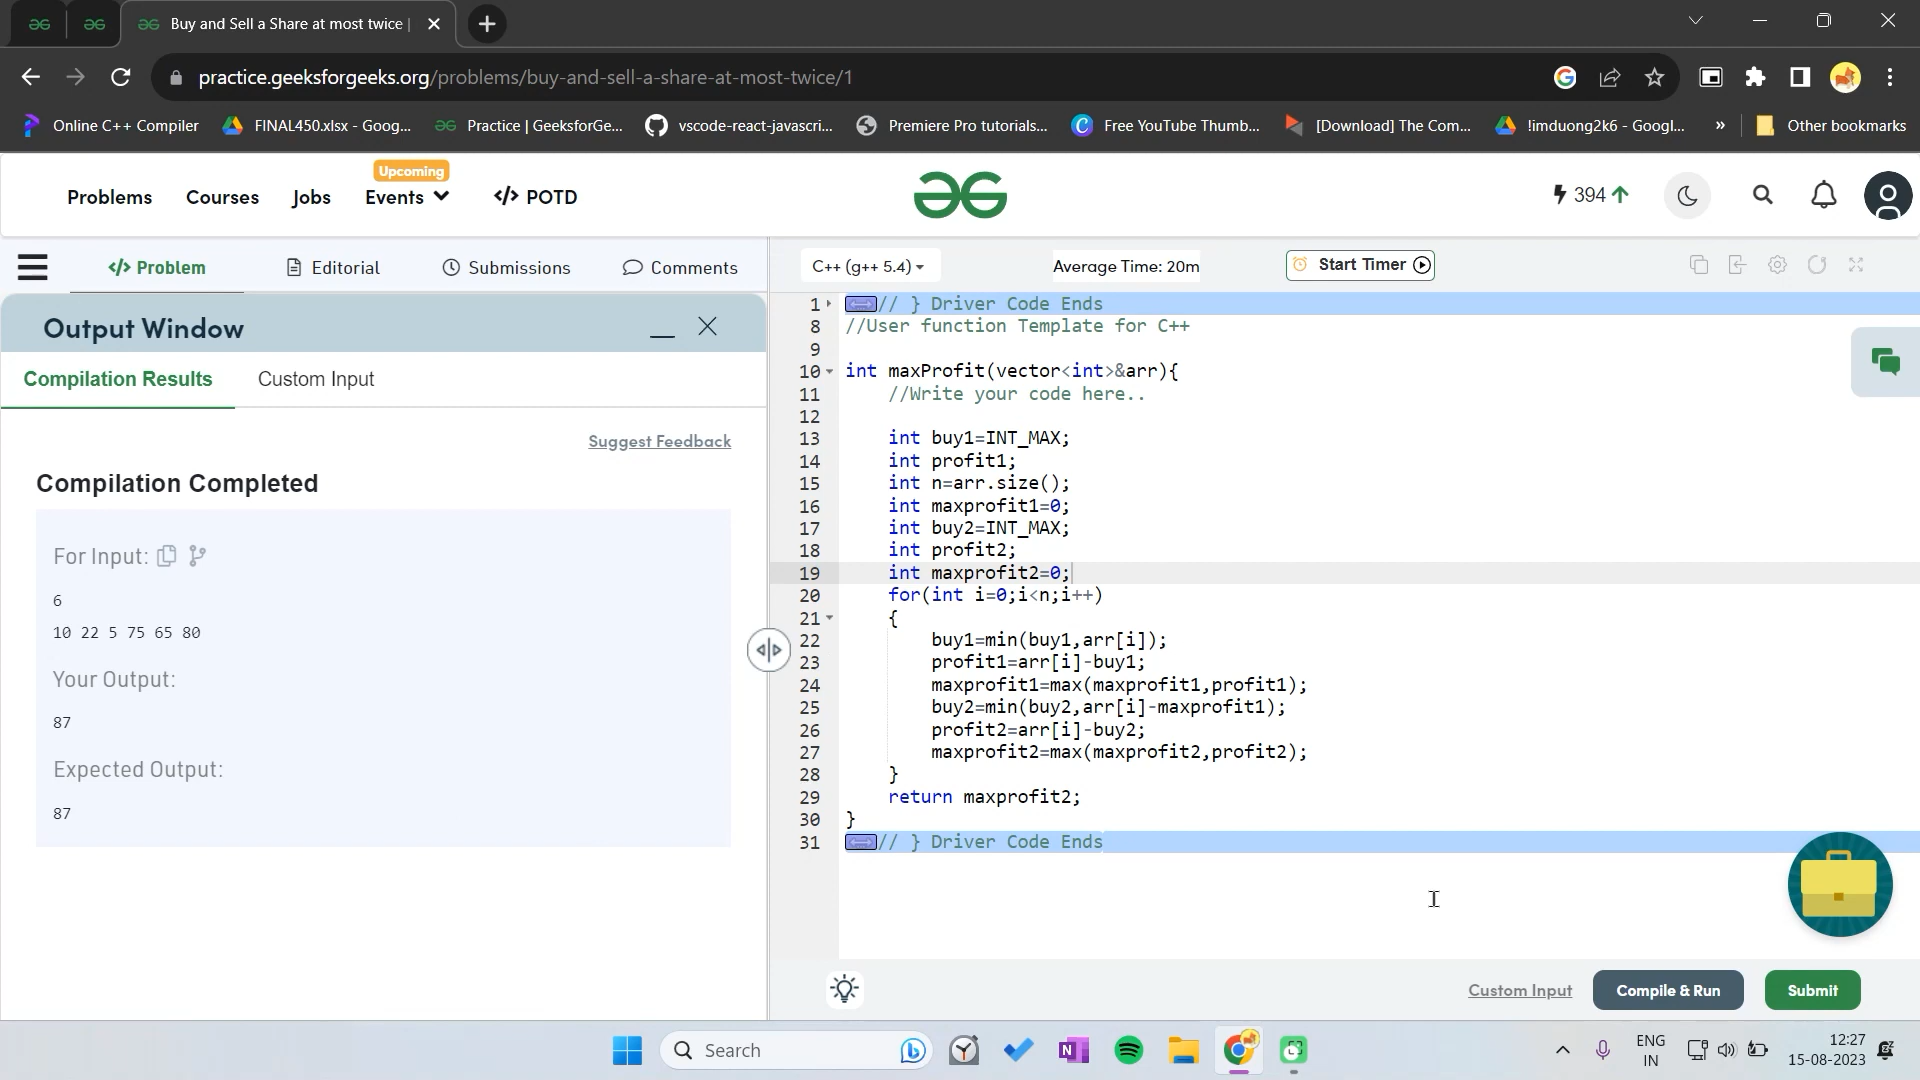 Buy and Sell a Share at most twice |
practice.geeksforgeeks.org/problems/buy-and-sell-a-share-at-most-twice/1
Online C++ Compiler
FINAL450.xlsx - Goog...
Practice | GeeksforGe...
vscode-react-javascri...
Premiere Pro tutorials...
Free YouTube Thumb...
[Download] The Com...
!imduong2k6 - Googl...
»
Other bookmarks
Problems
Courses
Jobs
Upcoming
Events
</> POTD
394
</> Problem
Editorial
Submissions
Comments
C++ (g++ 5.4)
Average Time: 20m
Start Timer
Output Window
Compilation Results
Custom Input
Suggest Feedback
Compilation Completed
For Input:
6
10 22 5 75 65 80
Your Output:
87
Expected Output:
87
1 // } Driver Code Ends
8 //User function Template for C++
9
10 int maxProfit(vector<int>&arr){
11 //Write your code here..
12
13 int buy1=INT_MAX;
14 int profit1;
15 int n=arr.size();
16 int maxprofit1=0;
17 int buy2=INT_MAX;
18 int profit2;
19 int maxprofit2=0;
20 for(int i=0;i<n;i++)
21 {
22 buy1=min(buy1,arr[i]);
23 profit1=arr[i]-buy1;
24 maxprofit1=max(maxprofit1,profit1);
25 buy2=min(buy2,arr[i]-maxprofit1);
26 profit2=arr[i]-buy2;
27 maxprofit2=max(maxprofit2,profit2);
28 }
29 return maxprofit2;
30 }
31 // } Driver Code Ends
Custom Input
Compile & Run
Submit
Search
ENG
IN
12:27
15-08-2023